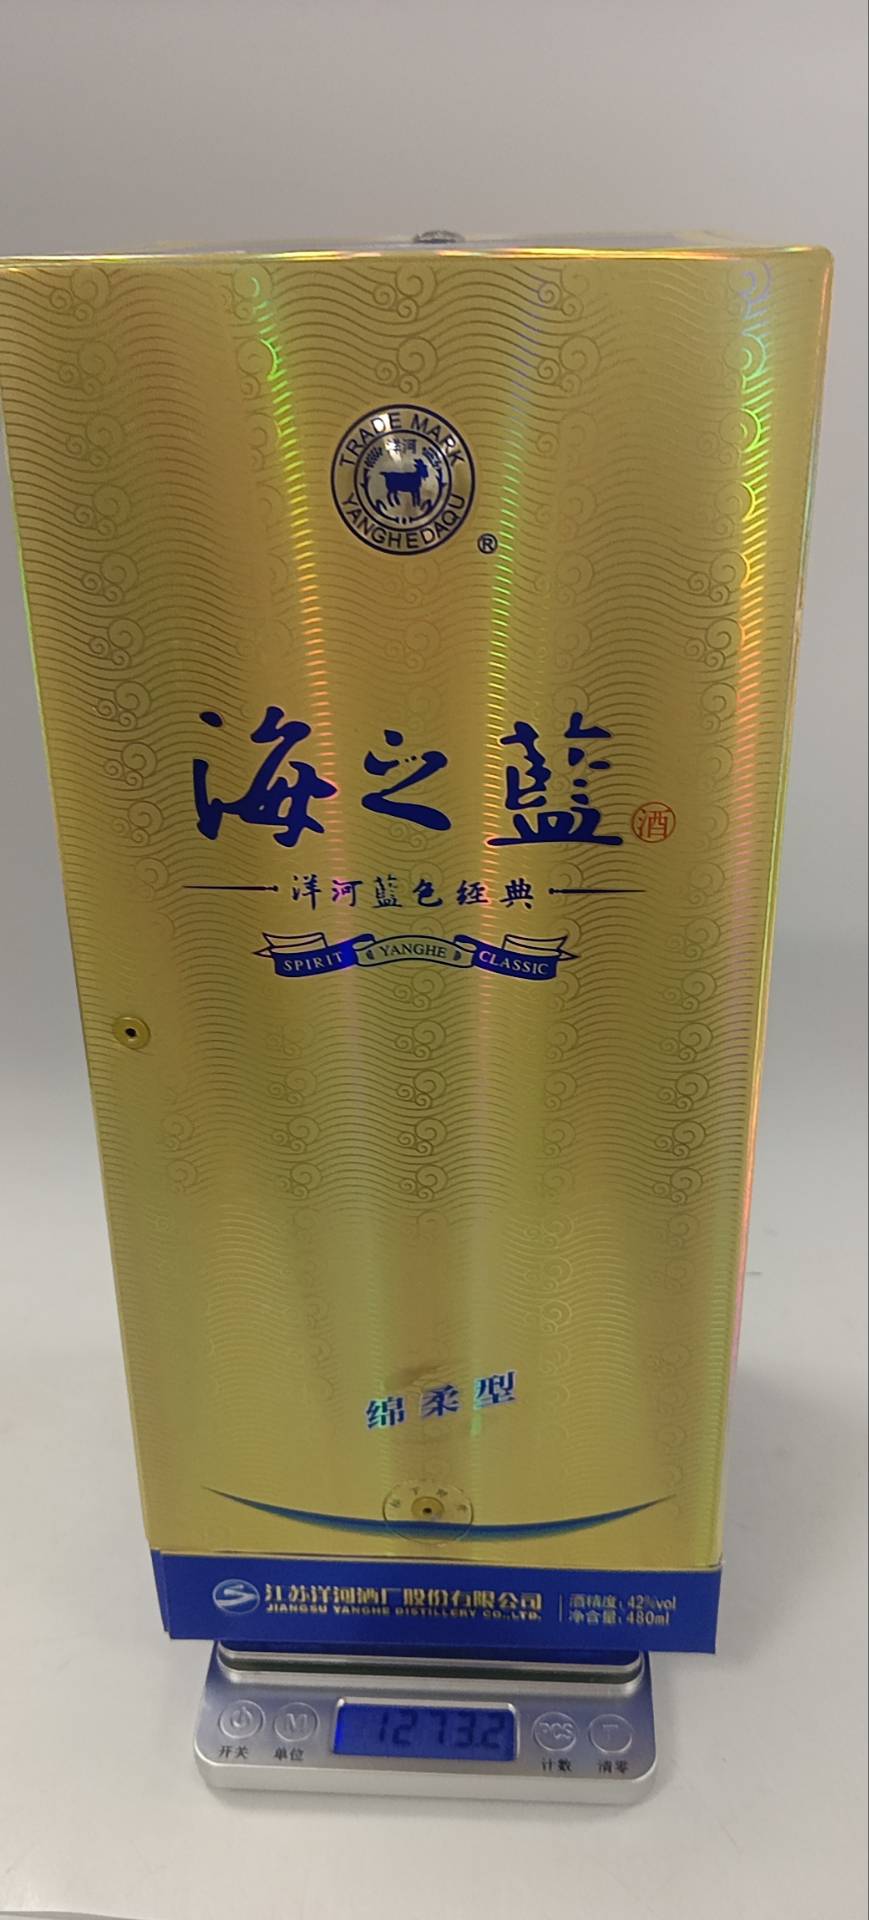 TRADE MARK
洋河
YANGHEDAQU
®
海之藍
酒
洋河藍色经典
SPIRIT YANGHE CLASSIC
绵柔型
江苏洋河酒厂股份有限公司
JIANGSU YANGHE DISTILLERY CO.,LTD.
酒精度: 42%vol
净含量: 480ml
M 1273.2 PCS T
开关 单位 计数 清零